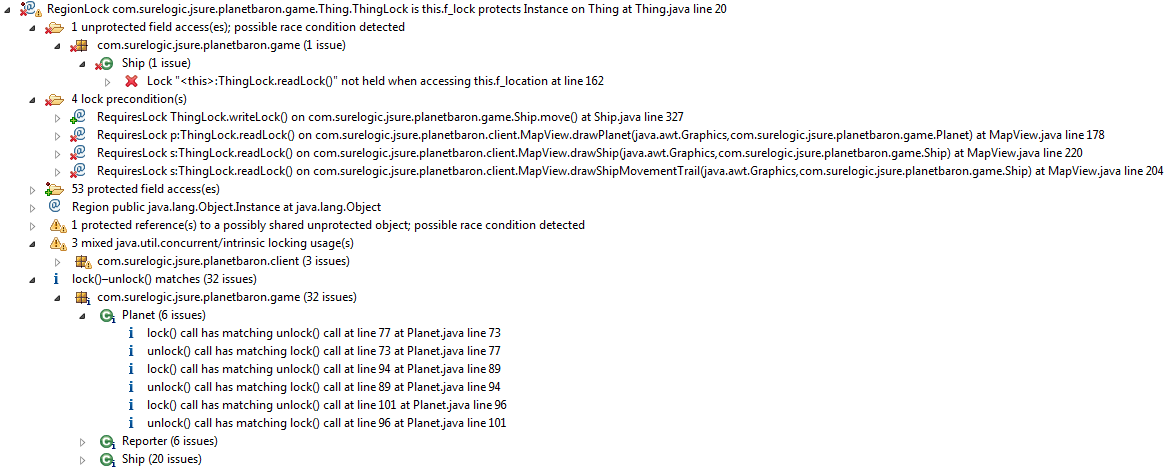 RegionLock com.surelogic.jsure.planetbaron.game.Thing.ThingLock is this.f_lock protects Instance on Thing at Thing.java line 20
1 unprotected field access(es); possible race condition detected
com.surelogic.jsure.planetbaron.game (1 issue)
Ship (1 issue)
Lock "<this>:ThingLock.readLock()" not held when accessing this.f_location at line 162
4 lock precondition(s)
RequiresLock ThingLock.writeLock() on com.surelogic.jsure.planetbaron.game.Ship.move() at Ship.java line 327
RequiresLock p:ThingLock.readLock() on com.surelogic.jsure.planetbaron.client.MapView.drawPlanet(java.awt.Graphics,com.surelogic.jsure.planetbaron.game.Planet) at MapView.java line 178
RequiresLock s:ThingLock.readLock() on com.surelogic.jsure.planetbaron.client.MapView.drawShip(java.awt.Graphics,com.surelogic.jsure.planetbaron.game.Ship) at MapView.java line 220
RequiresLock s:ThingLock.readLock() on com.surelogic.jsure.planetbaron.client.MapView.drawShipMovementTrail(java.awt.Graphics,com.surelogic.jsure.planetbaron.game.Ship) at MapView.java line 204
53 protected field access(es)
Region public java.lang.Object.Instance at java.lang.Object
1 protected reference(s) to a possibly shared unprotected object; possible race condition detected
3 mixed java.util.concurrent/intrinsic locking usage(s)
com.surelogic.jsure.planetbaron.client (3 issues)
lock()–unlock() matches (32 issues)
com.surelogic.jsure.planetbaron.game (32 issues)
Planet (6 issues)
lock() call has matching unlock() call at line 77 at Planet.java line 73
unlock() call has matching lock() call at line 73 at Planet.java line 77
lock() call has matching unlock() call at line 94 at Planet.java line 89
unlock() call has matching lock() call at line 89 at Planet.java line 94
lock() call has matching unlock() call at line 101 at Planet.java line 96
unlock() call has matching lock() call at line 96 at Planet.java line 101
Reporter (6 issues)
Ship (20 issues)